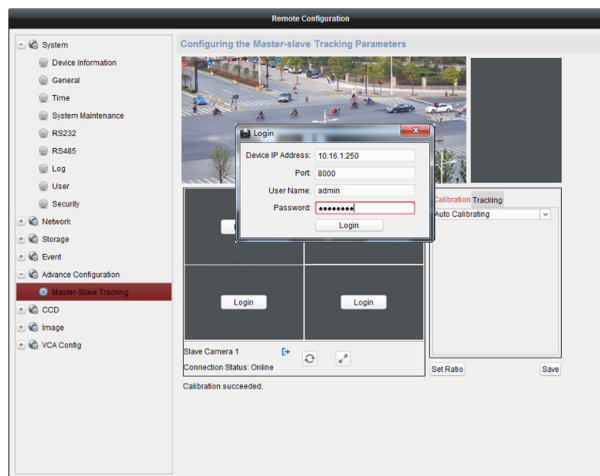 Remote Configuration
System
Device Information
General
Time
System Maintenance
RS232
RS485
Log
User
Security
Network
Storage
Event
Advance Configuration
Master-Slave Tracking
CCD
Image
VCA Config
Configuring the Master-slave Tracking Parameters
Login
Device IP Address: 10.16.1.250
Port: 8000
User Name: admin
Password: ••••••••
Login
Calibration Tracking
Auto Calibrating
Login
Login
Slave Camera 1
Connection Status: Online
Set Ratio
Save
Calibration succeeded.